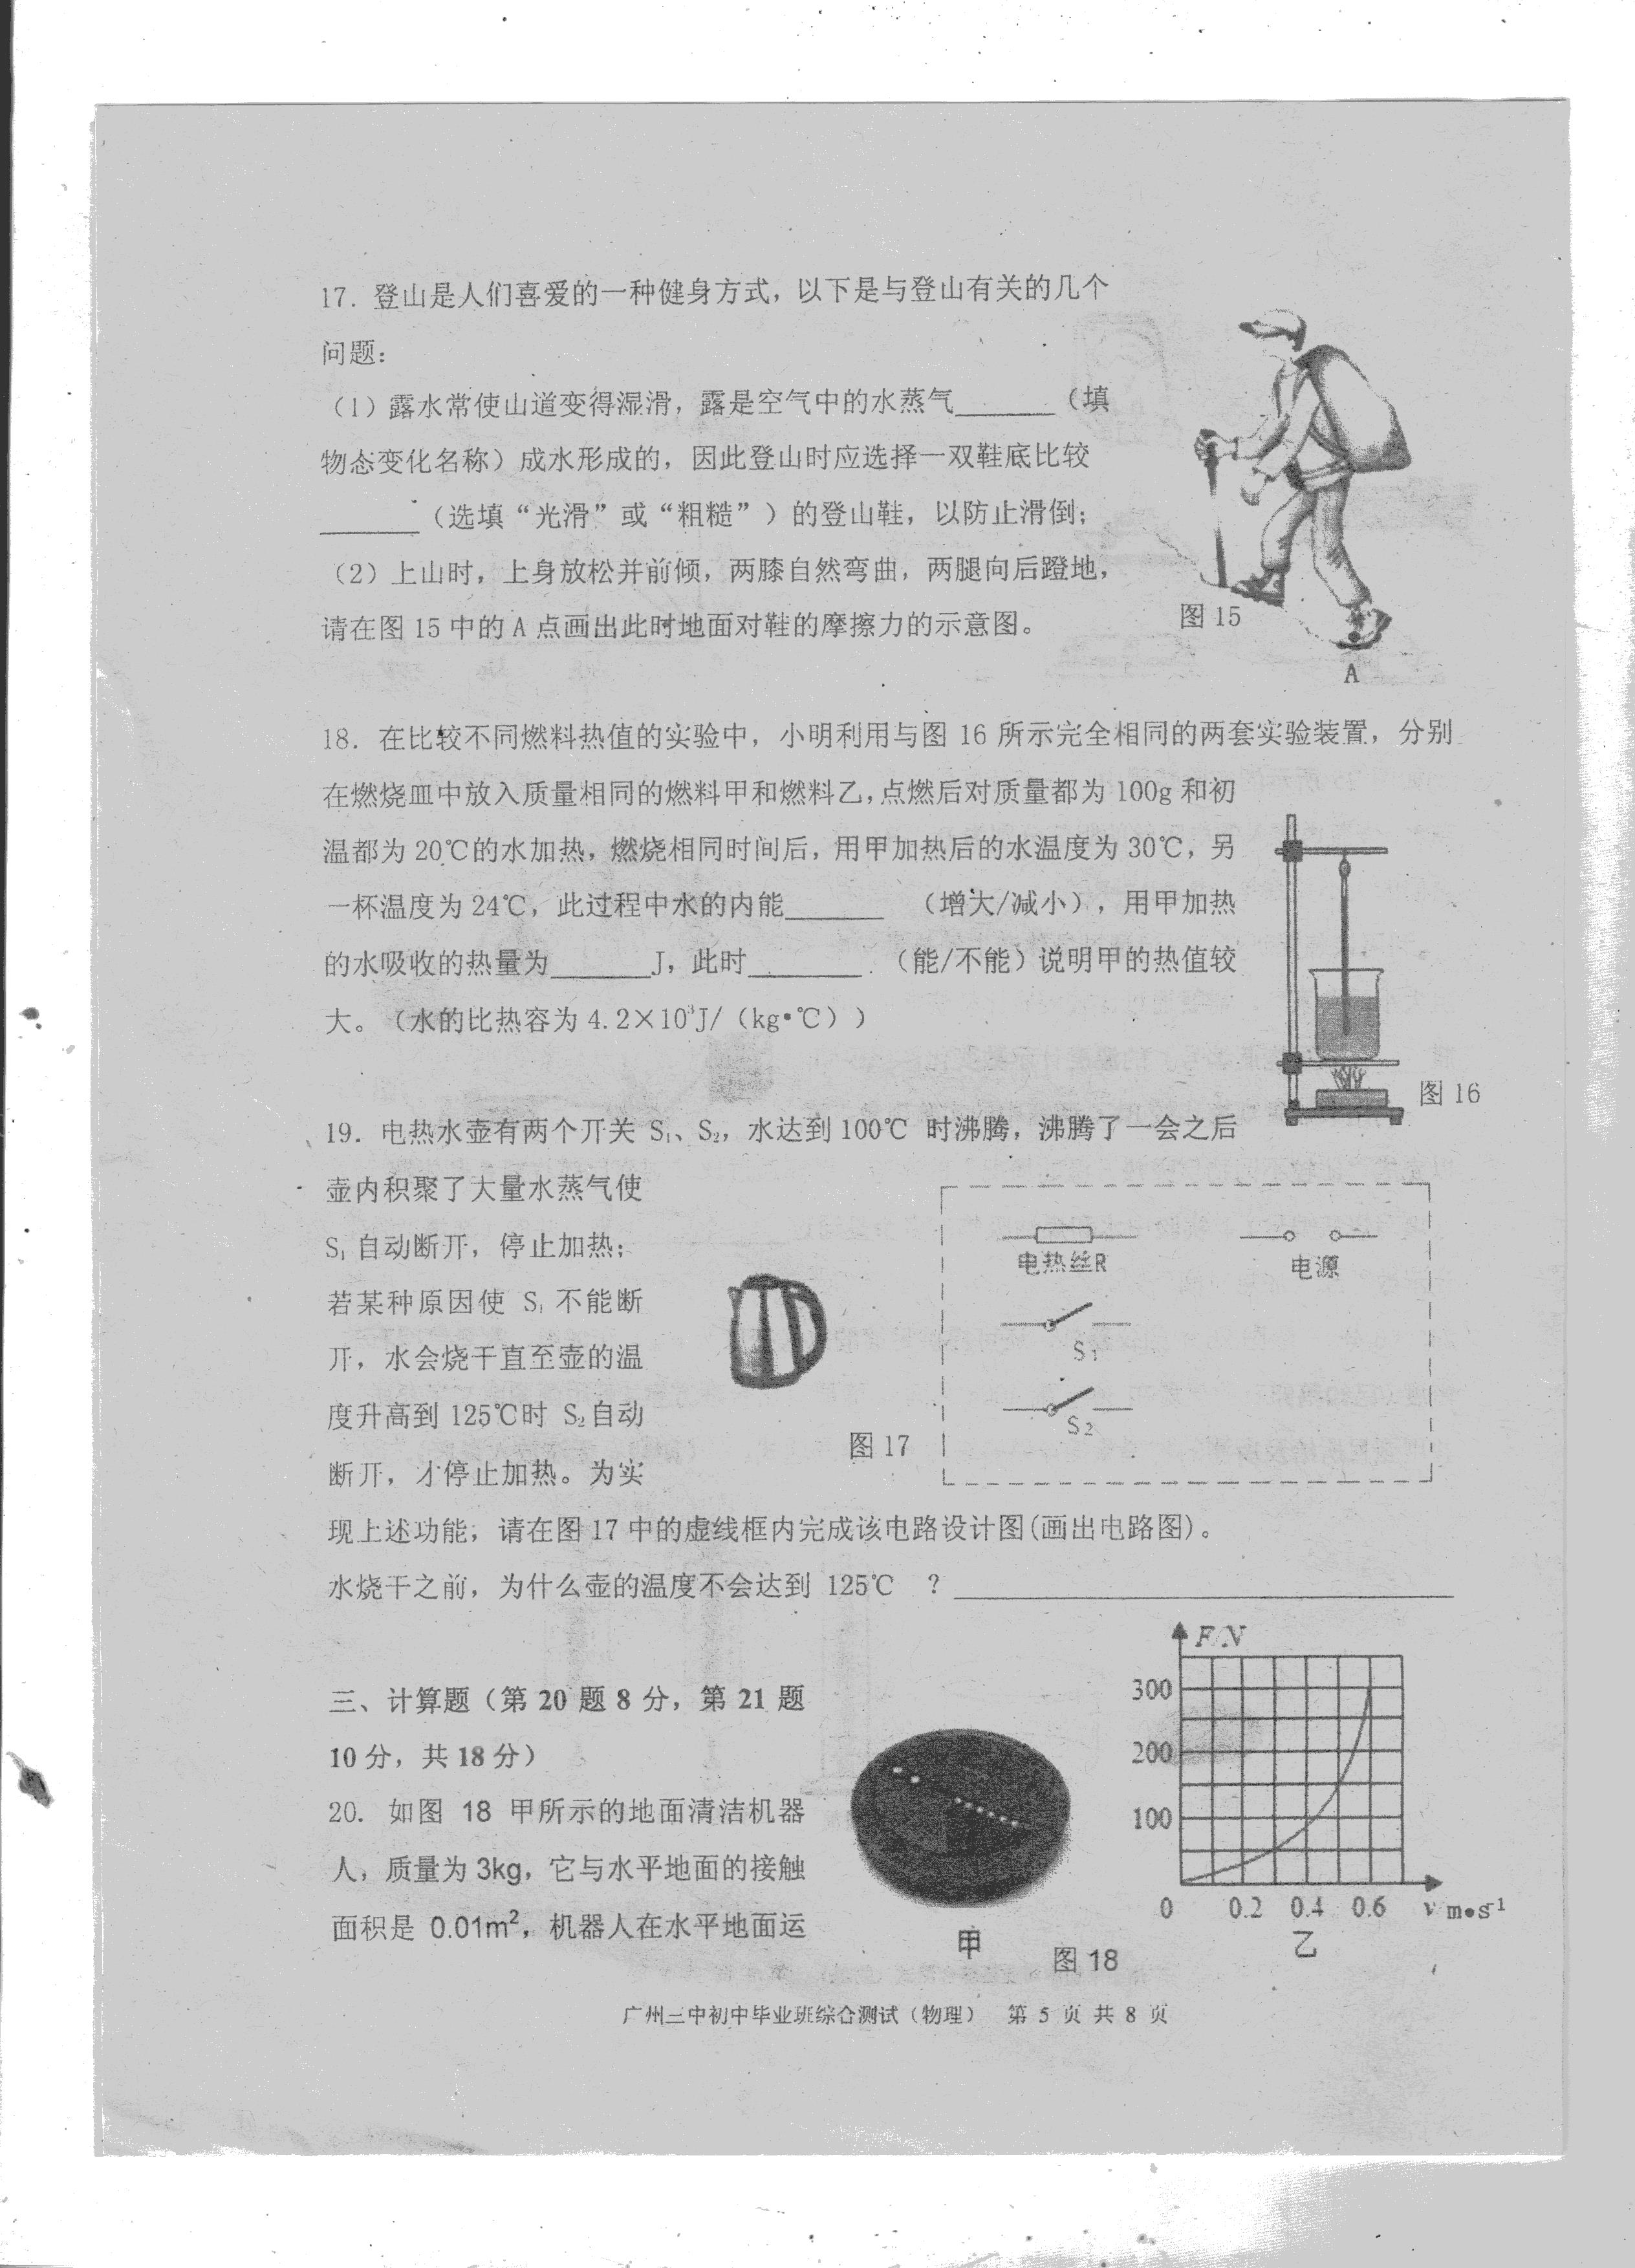 17. 登山是人们喜爱的一种健身方式，以下是与登山有关的几个
问题：
（1）露水常使山道变得湿滑，露是空气中的水蒸气_______（填
物态变化名称）成水形成的，因此登山时应选择一双鞋底比较
_______（选填“光滑”或“粗糙”）的登山鞋，以防止滑倒；
（2）上山时，上身放松并前倾，两膝自然弯曲，两腿向后蹬地，
请在图 15 中的 A 点画出此时地面对鞋的摩擦力的示意图。
图 15
A
18. 在比较不同燃料热值的实验中，小明利用与图 16 所示完全相同的两套实验装置，分别
在燃烧皿中放入质量相同的燃料甲和燃料乙，点燃后对质量都为 100g 和初
温都为 20℃的水加热，燃烧相同时间后，用甲加热后的水温度为 30℃，另
一杯温度为 24℃，此过程中水的内能_______ （增大/减小），用甲加热
的水吸收的热量为_______J，此时________.（能/不能）说明甲的热值较
大。（水的比热容为 4.2×10³J/（kg•℃））
图 16
19. 电热水壶有两个开关 S₁、S₂，水达到 100℃ 时沸腾，沸腾了一会之后
壶内积聚了大量水蒸气使
S₁ 自动断开，停止加热；
若某种原因使 S₁ 不能断
开，水会烧干直至壶的温
度升高到 125℃时 S₂自动
断开，才停止加热。为实
现上述功能，请在图 17 中的虚线框内完成该电路设计图(画出电路图)。
水烧干之前，为什么壶的温度不会达到 125℃ ？
图 17
电热丝R
电源
S₁
S₂
三、计算题（第 20 题 8 分，第 21 题
10 分，共 18 分）
20. 如图 18 甲所示的地面清洁机器
人，质量为 3kg，它与水平地面的接触
面积是 0.01m²，机器人在水平地面运
甲
图 18
F/N
300
200
100
0 0.2 0.4 0.6 v m•s⁻¹
乙
广州三中初中毕业班综合测试（物理） 第 5 页 共 8 页